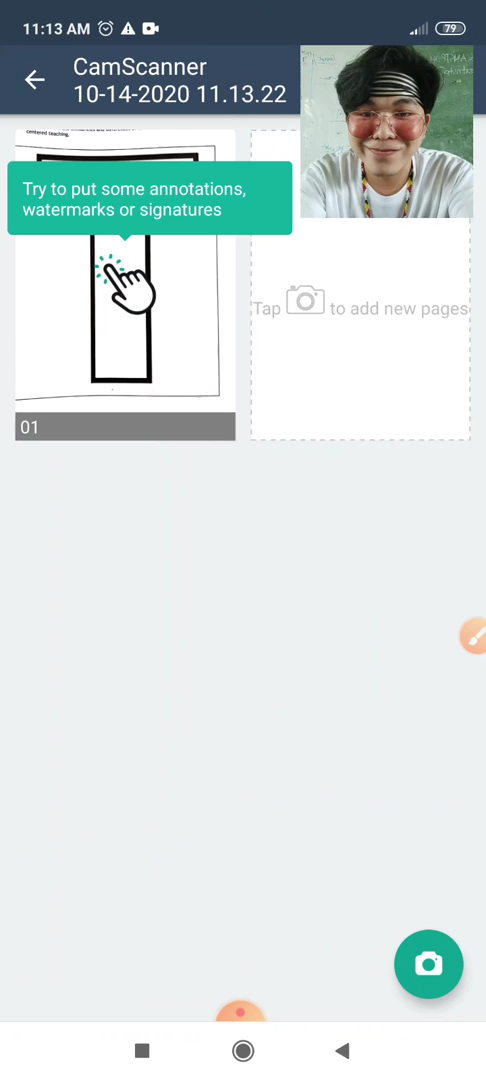 11:13 AM
79
CamScanner
10-14-2020 11.13.22
centered teaching.
Try to put some annotations,
watermarks or signatures
Tap to add new pages
01